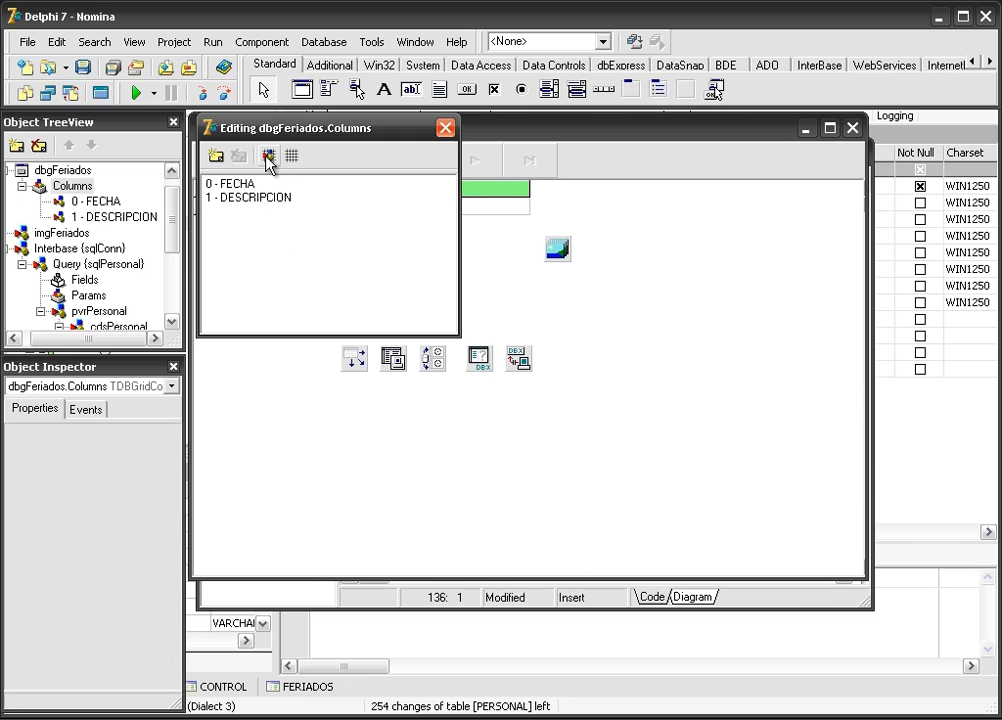 Delphi 7 - Nomina
File Edit Search View Project Run Component Database Tools Window Help <None>
Standard Additional Win32 System Data Access Data Controls dbExpress DataSnap BDE ADO InterBase WebServices InternetE
Object TreeView
dbgFeriados
Columns
0 - FECHA
1 - DESCRIPCION
imgFeriados
Interbase {sqlConn}
Query {sqlPersonal}
Fields
Params
pvrPersonal
cdsPersonal
Object Inspector
dbgFeriados.Columns TDBGridCo
Properties Events
Editing dbgFeriados.Columns
0 - FECHA
1 - DESCRIPCION
DBX
DBX
Logging
Not Null Charset
WIN1250
WIN1250
WIN1250
WIN1250
WIN1250
WIN1250
WIN1250
WIN1250
136: 1 Modified Insert Code Diagram
VARCHA
CONTROL FERIADOS
(Dialect 3) 254 changes of table [PERSONAL] left